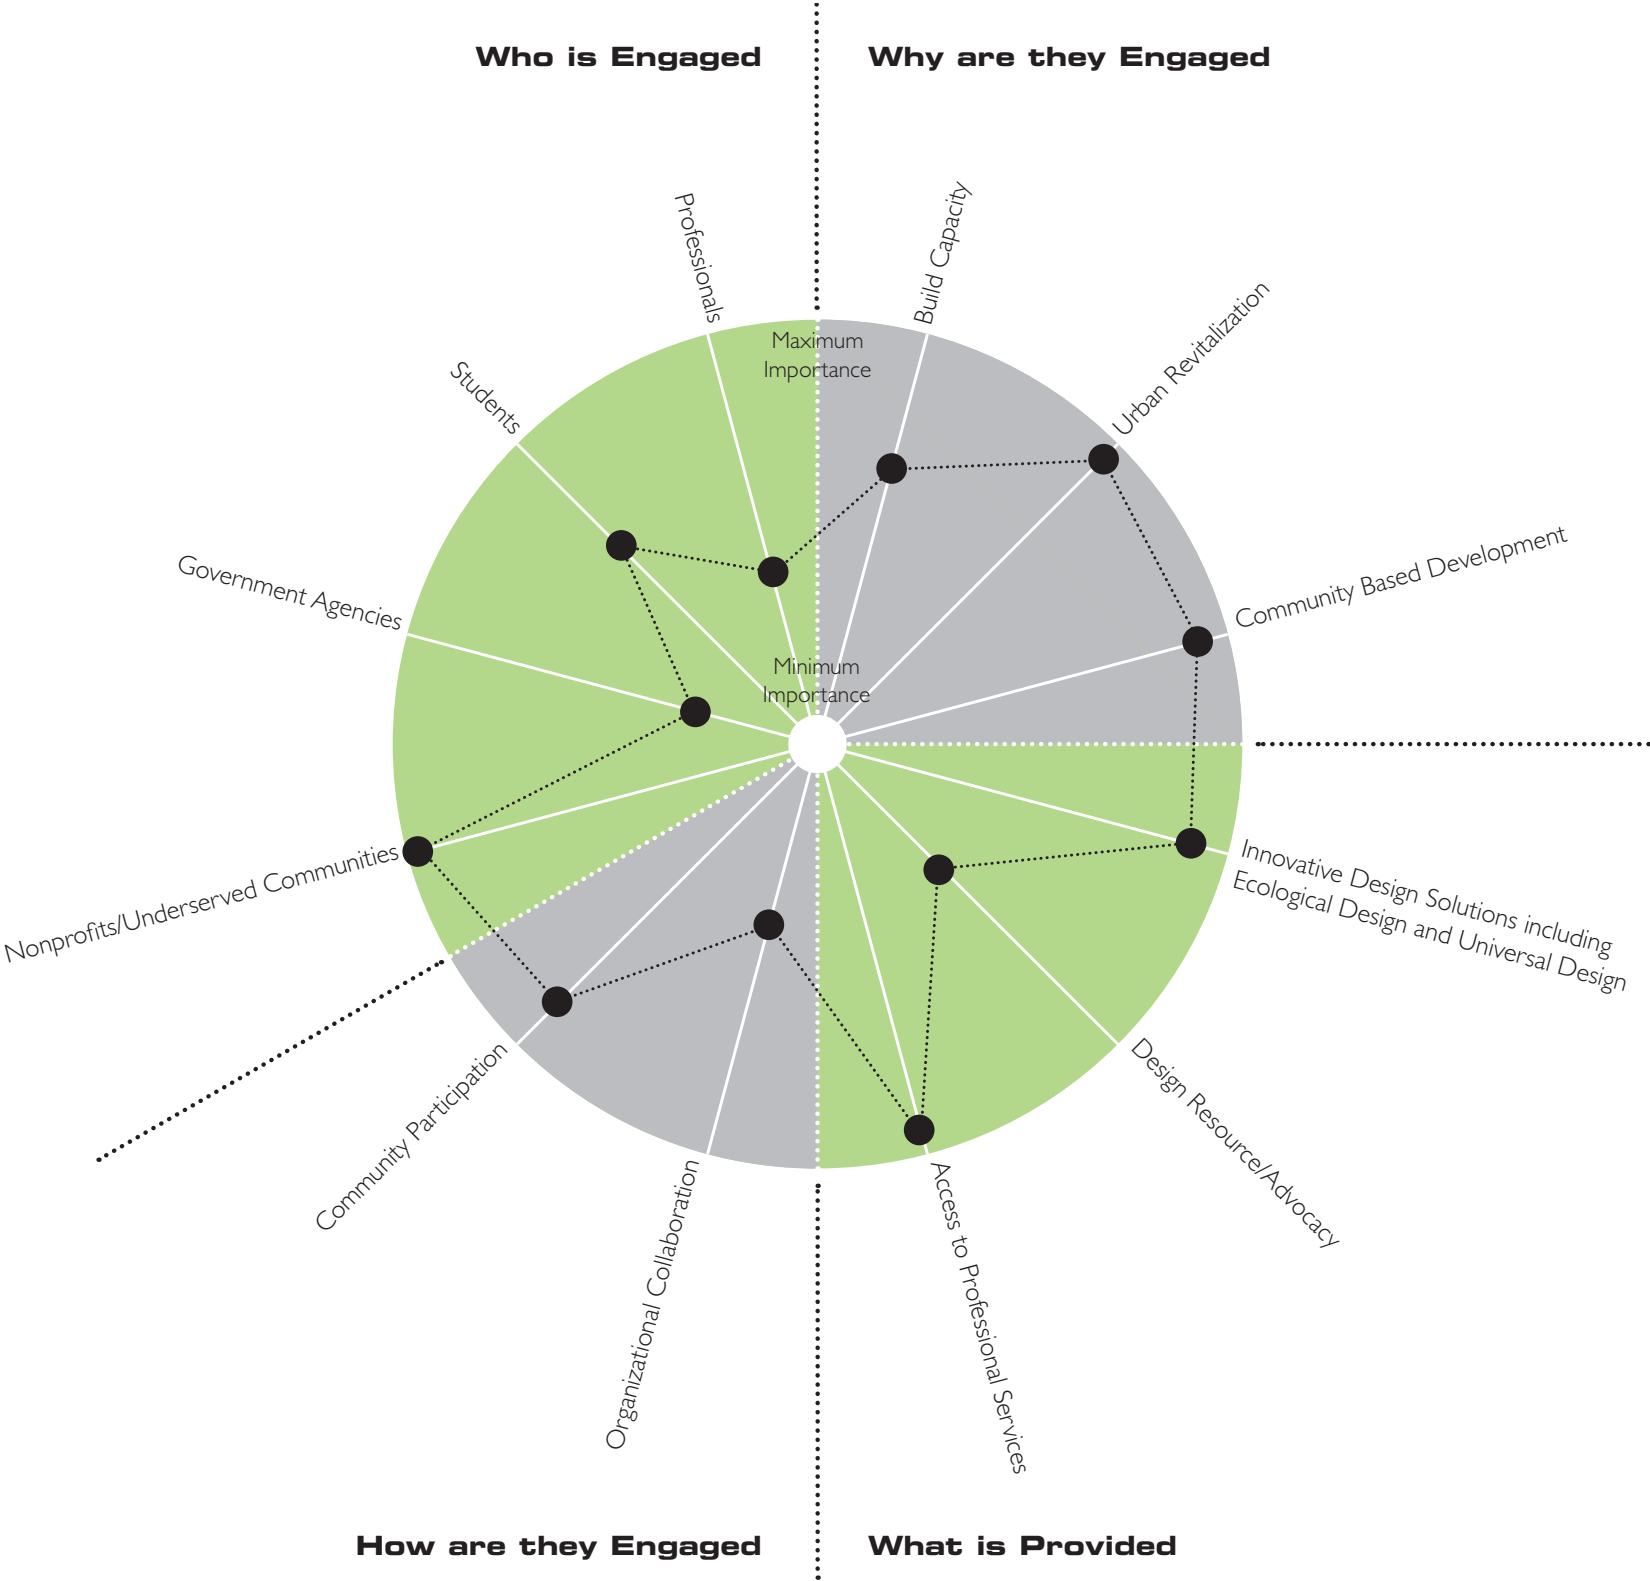 Who is Engaged
Why are they Engaged
Professionals
Build Capacity
Students
Urban Revitalization
Maximum
Importance
Government Agencies
Community Based Development
Minimum
Importance
Nonprofits/Underserved Communities
Innovative Design Solutions including
Ecological Design and Universal Design
Community Participation
Design Resource/Advocacy
Organizational Collaboration
Access to Professional Services
How are they Engaged
What is Provided